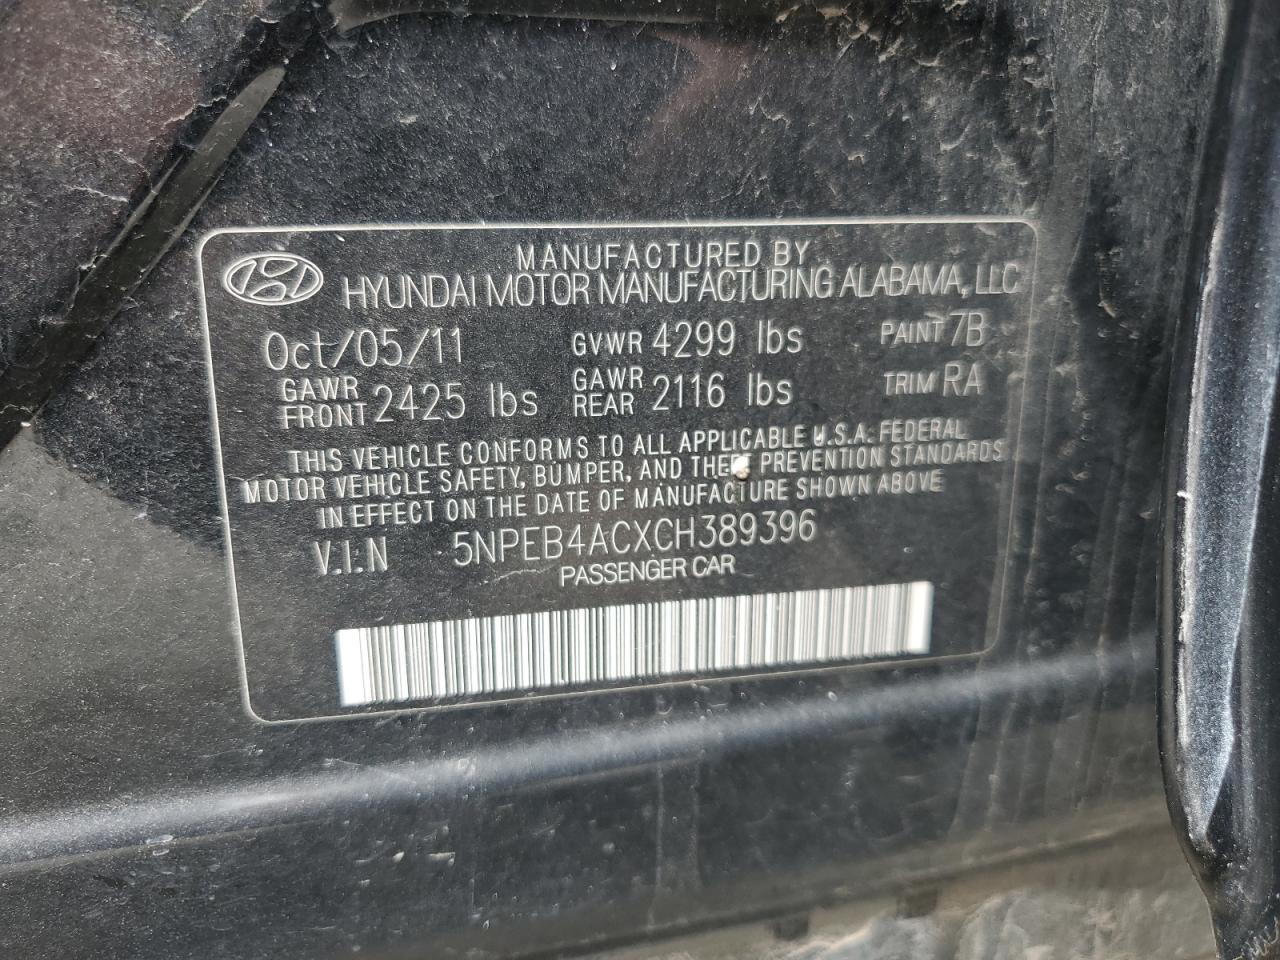 MANUFACTURED BY
HYUNDAI MOTOR MANUFACTURING ALABAMA, LLC
Oct/05/11 GVWR 4299 lbs PAINT 7B
GAWR FRONT 2425 lbs GAWR REAR 2116 lbs TRIM RA
THIS VEHICLE CONFORMS TO ALL APPLICABLE U.S.A. FEDERAL
MOTOR VEHICLE SAFETY, BUMPER, AND THEFT PREVENTION STANDARDS
IN EFFECT ON THE DATE OF MANUFACTURE SHOWN ABOVE
V.I.N 5NPEB4ACXCH389396
PASSENGER CAR